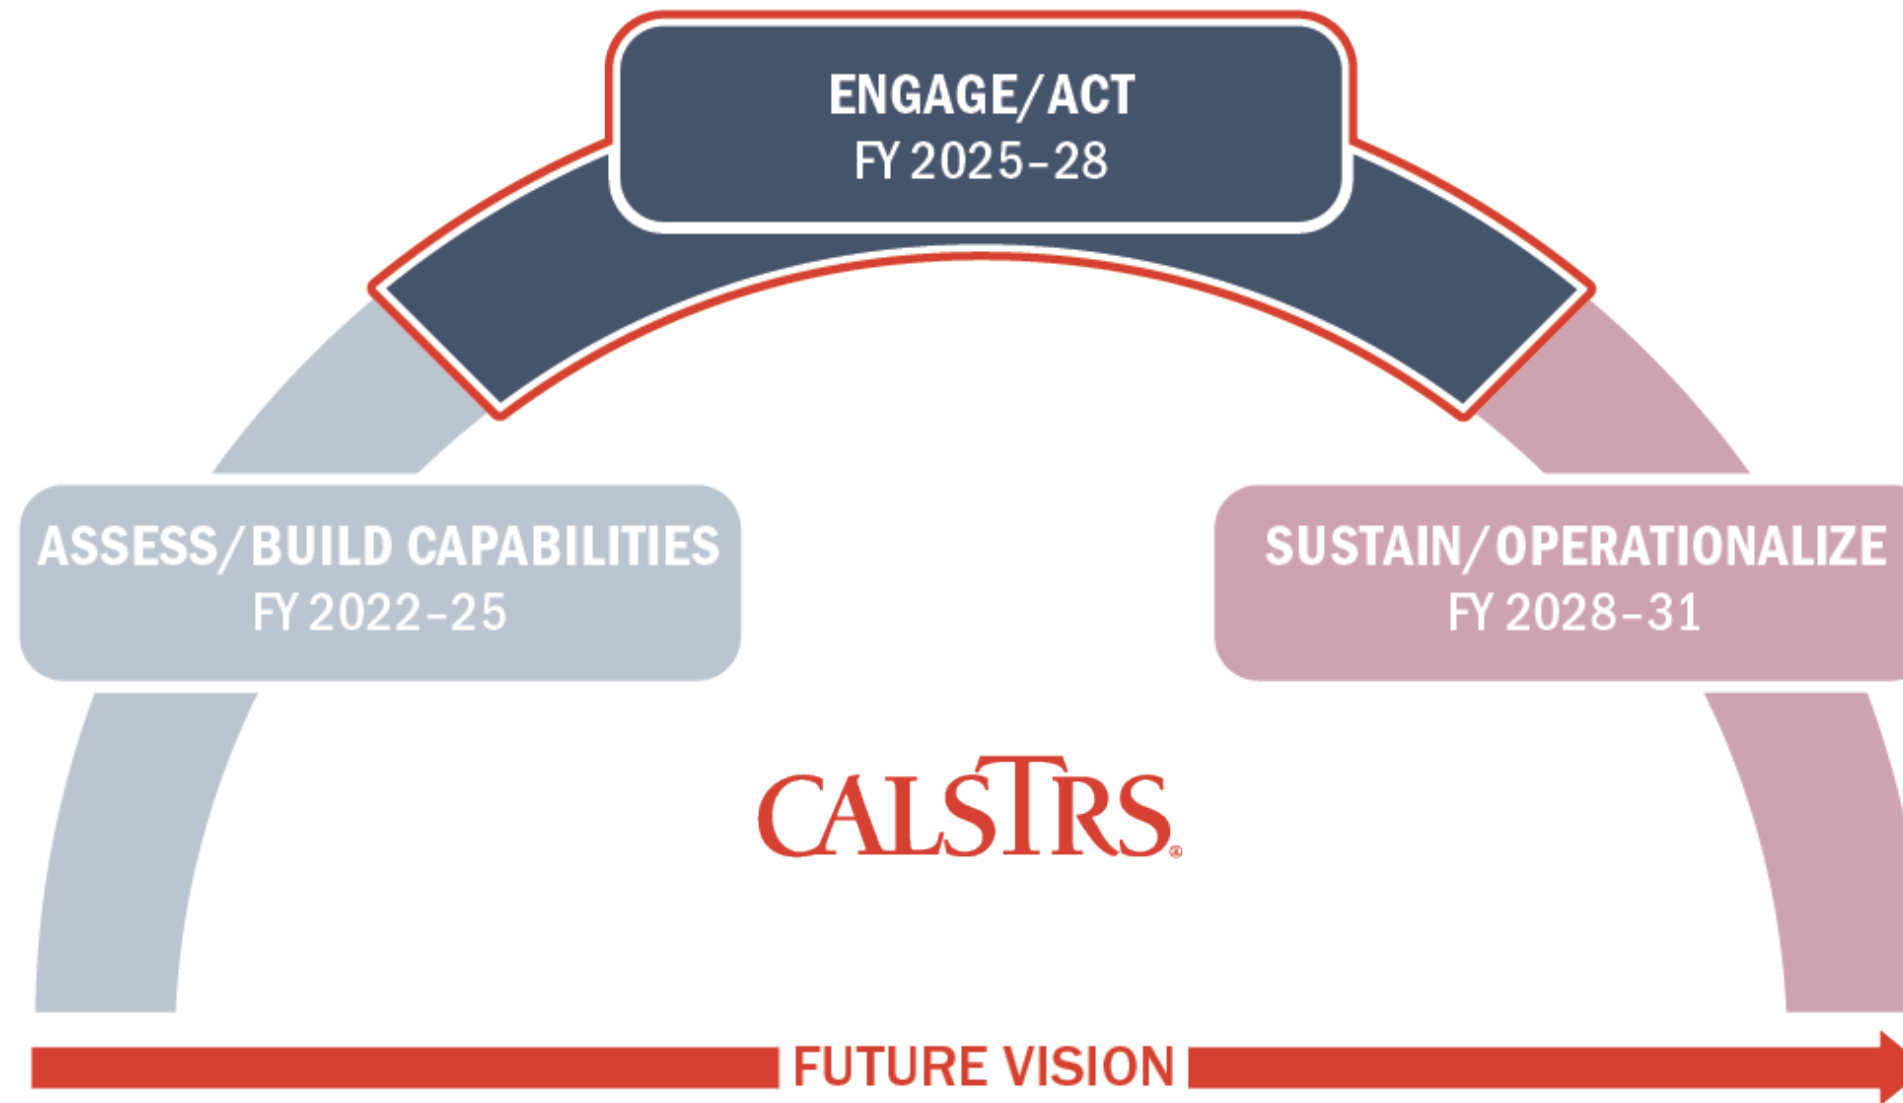 ENGAGE/ACT
FY 2025–28
ASSESS/BUILD CAPABILITIES
FY 2022–25
SUSTAIN/OPERATIONALIZE
FY 2028–31
CALSTRS®
FUTURE VISION